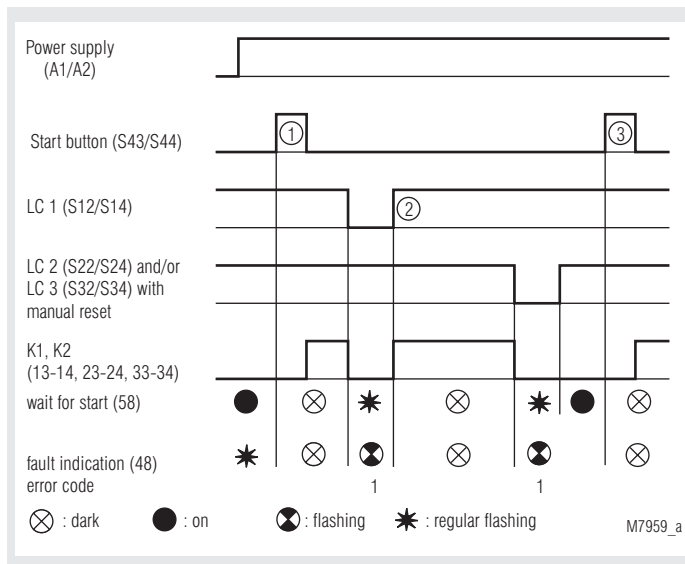 Power supply
(A1/A2)
Start button (S43/S44)
1
3
LC 1 (S12/S14)
2
LC 2 (S22/S24) and/or
LC 3 (S32/S34) with
manual reset
K1, K2
(13-14, 23-24, 33-34)
wait for start (58)
fault indication (48)
error code
1 1
: dark : on : flashing : regular flashing
M7959_a